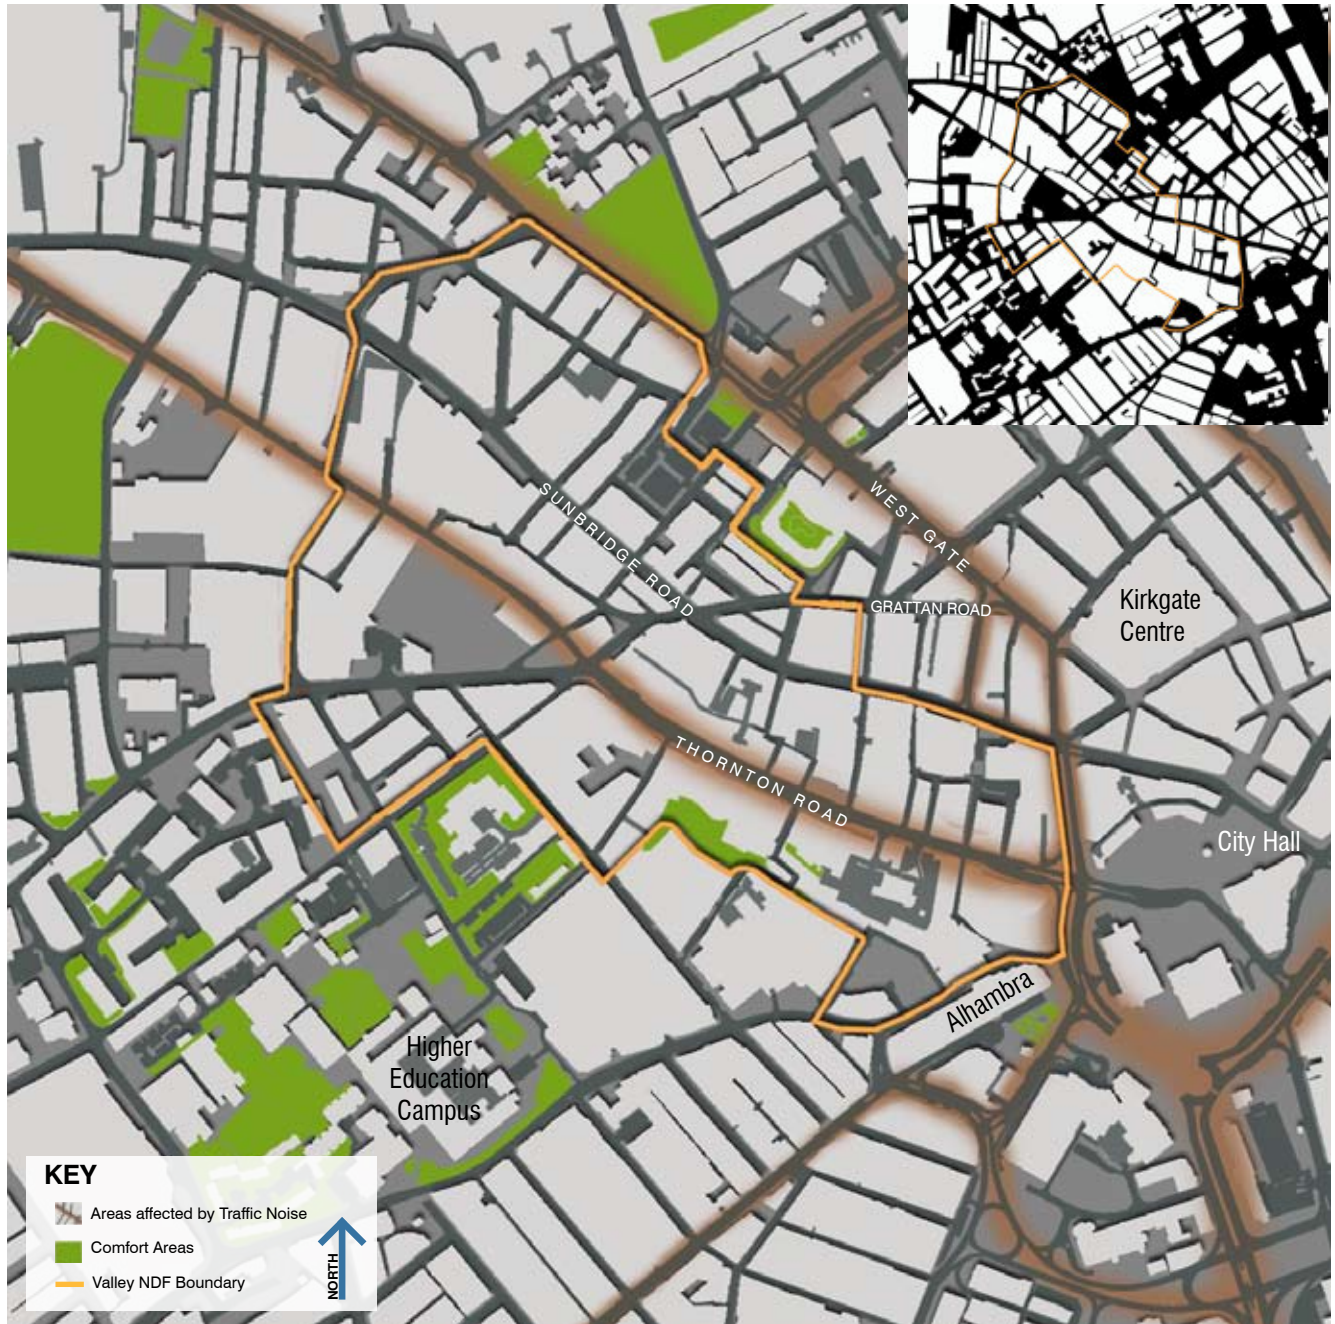 SUNBRIDGE ROAD
WEST GATE
GRATTAN ROAD
Kirkgate
Centre
THORNTON ROAD
City Hall
Alhambra
Higher
Education
Campus
KEY
Areas affected by Traffic Noise
Comfort Areas
Valley NDF Boundary
NORTH